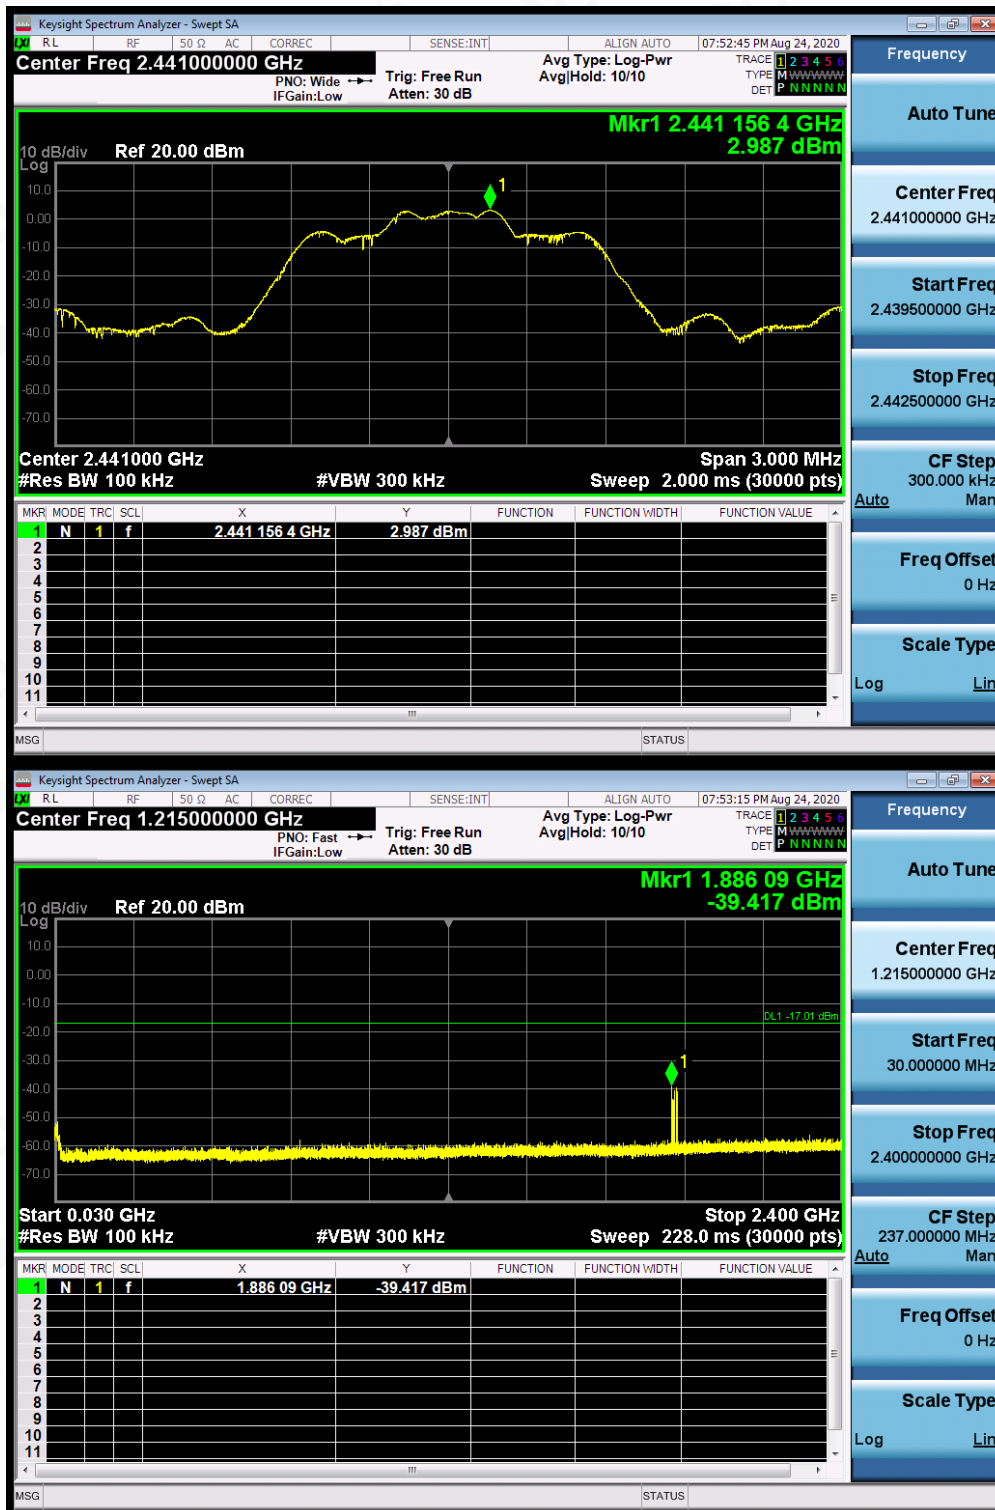 Keysight Spectrum Analyzer - Swept SA
LXI RL RF 50 Ω AC CORREC SENSE:INT ALIGN AUTO 07:52:45 PM Aug 24, 2020
Center Freq 2.441000000 GHz
PNO: Wide
IFGain:Low
Trig: Free Run
Atten: 30 dB
Avg Type: Log-Pwr
Avg|Hold: 10/10
TRACE 1 2 3 4 5 6
TYPE M WWWWW
DET P N N N N N
Mkr1 2.441 156 4 GHz
2.987 dBm
10 dB/div Ref 20.00 dBm
Log
10.0
1
0.00
-10.0
-20.0
-30.0
-40.0
-50.0
-60.0
-70.0
Center 2.441000 GHz Span 3.000 MHz
#Res BW 100 kHz #VBW 300 kHz Sweep 2.000 ms (30000 pts)
MKR MODE TRC SCL X Y FUNCTION FUNCTION WIDTH FUNCTION VALUE
1 N 1 f 2.441 156 4 GHz 2.987 dBm
2
3
4
5
6
7
8
9
10
11
MSG STATUS
Frequency
Auto Tune
Center Freq
2.441000000 GHz
Start Freq
2.439500000 GHz
Stop Freq
2.442500000 GHz
CF Step
300.000 kHz
Auto Man
Freq Offset
0 Hz
Scale Type
Log Lin
Keysight Spectrum Analyzer - Swept SA
LXI RL RF 50 Ω AC CORREC SENSE:INT ALIGN AUTO 07:53:15 PM Aug 24, 2020
Center Freq 1.215000000 GHz
PNO: Fast
IFGain:Low
Trig: Free Run
Atten: 30 dB
Avg Type: Log-Pwr
Avg|Hold: 10/10
TRACE 1 2 3 4 5 6
TYPE M WWWWW
DET P N N N N N
Mkr1 1.886 09 GHz
-39.417 dBm
10 dB/div Ref 20.00 dBm
Log
10.0
0.00
-10.0
DL1 -17.01 dBm
-20.0
-30.0
1
-40.0
-50.0
-60.0
-70.0
Start 0.030 GHz Stop 2.400 GHz
#Res BW 100 kHz #VBW 300 kHz Sweep 228.0 ms (30000 pts)
MKR MODE TRC SCL X Y FUNCTION FUNCTION WIDTH FUNCTION VALUE
1 N 1 f 1.886 09 GHz -39.417 dBm
2
3
4
5
6
7
8
9
10
11
MSG STATUS
Frequency
Auto Tune
Center Freq
1.215000000 GHz
Start Freq
30.000000 MHz
Stop Freq
2.400000000 GHz
CF Step
237.000000 MHz
Auto Man
Freq Offset
0 Hz
Scale Type
Log Lin